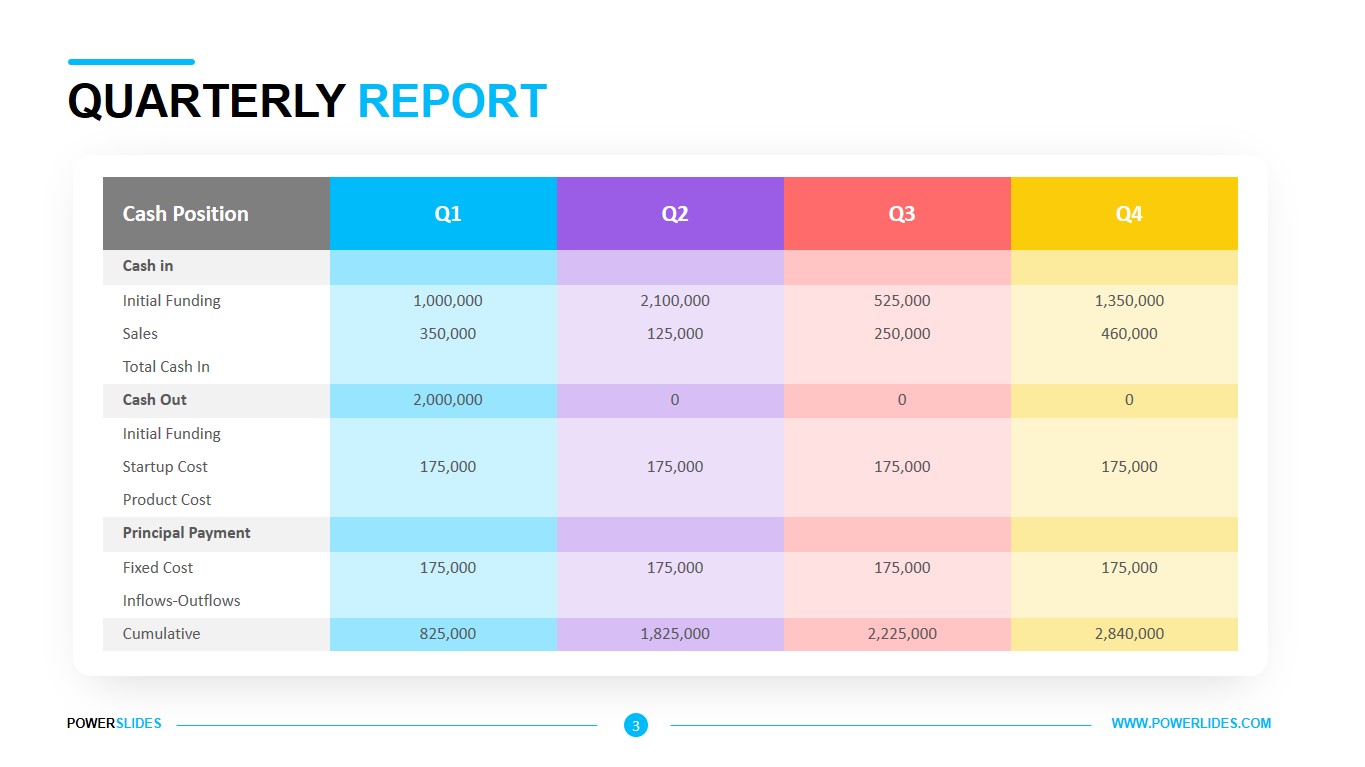 QUARTERLY REPORT
Cash Position Q1 Q2 Q3 Q4
Cash in
Initial Funding 1,000,000 2,100,000 525,000 1,350,000
Sales 350,000 125,000 250,000 460,000
Total Cash In
Cash Out 2,000,000 0 0 0
Initial Funding
Startup Cost 175,000 175,000 175,000 175,000
Product Cost
Principal Payment
Fixed Cost 175,000 175,000 175,000 175,000
Inflows-Outflows
Cumulative 825,000 1,825,000 2,225,000 2,840,000
POWERSLIDES 3 WWW.POWERLIDES.COM